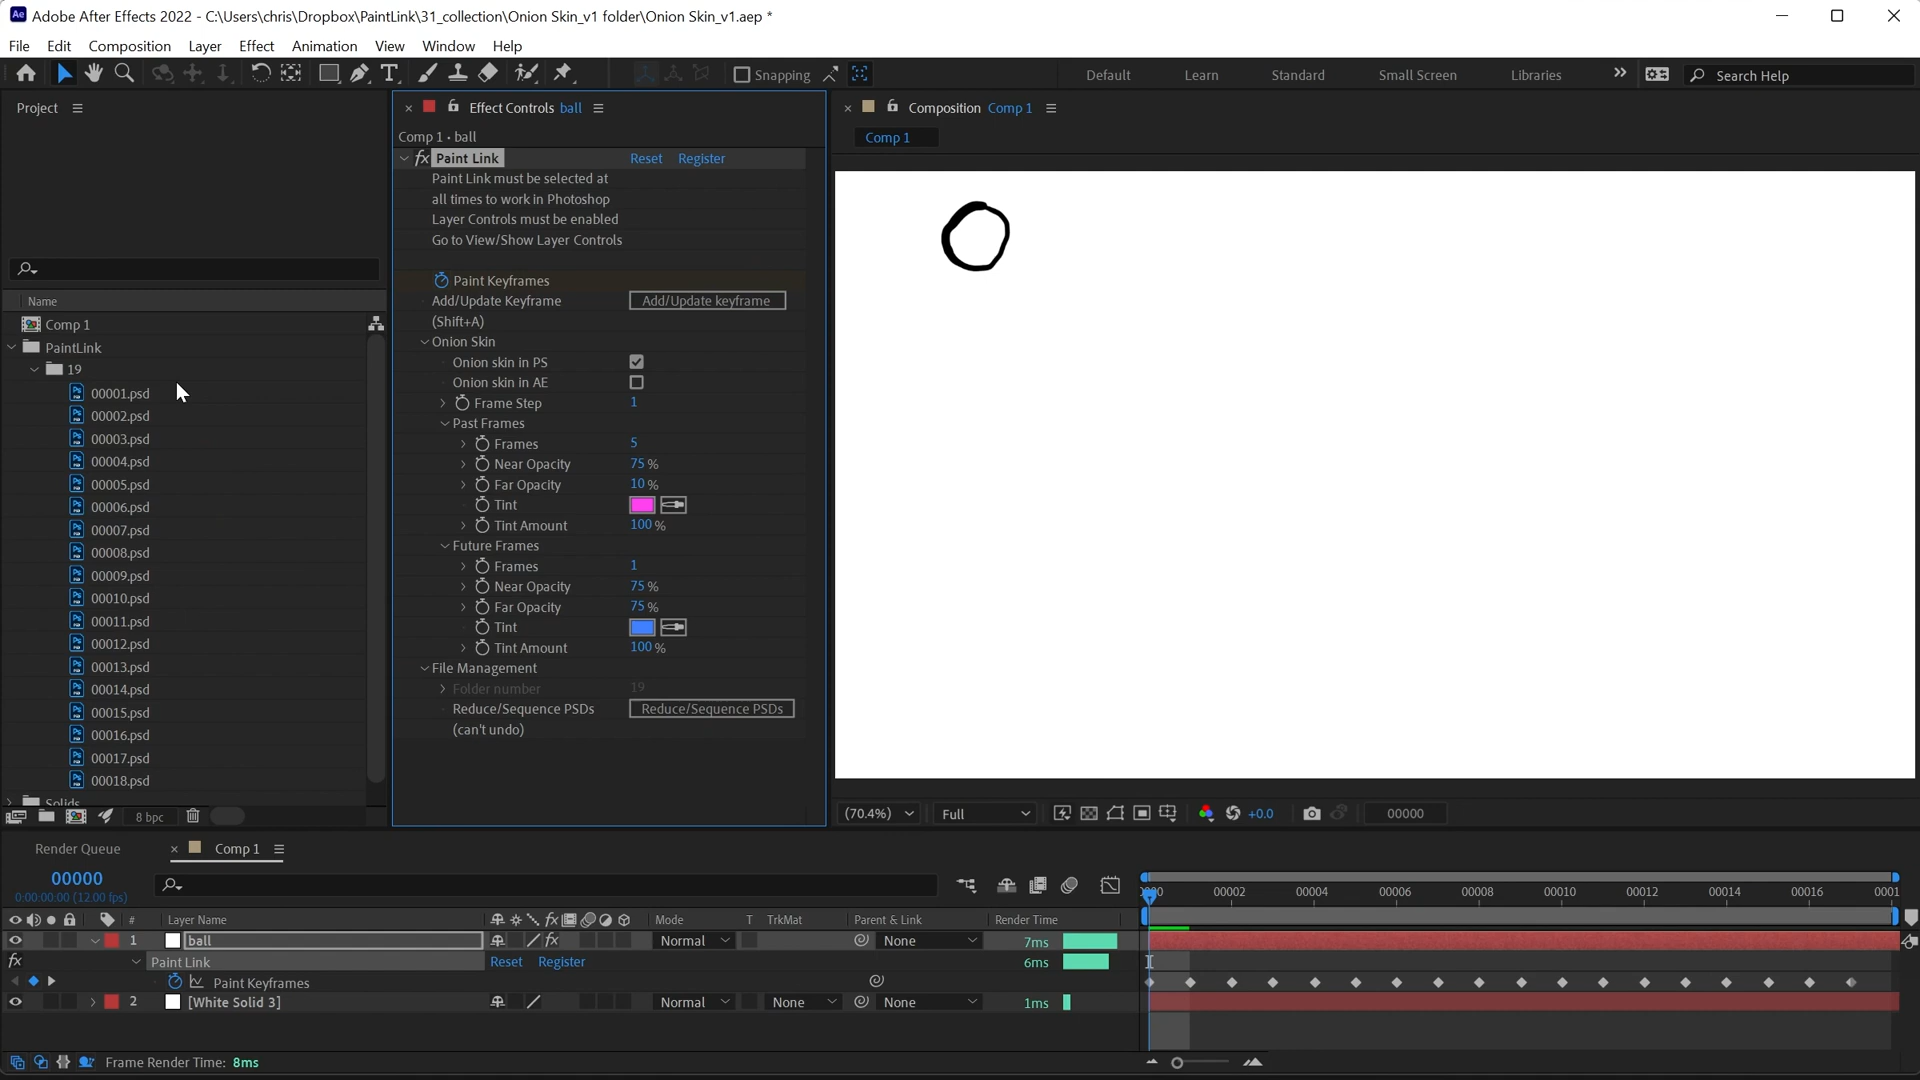 Adobe After Effects 2022 - C:\Users\chris\Dropbox\PaintLink\31_collection\Onion Skin_v1 folder\Onion Skin_v1.aep *
File Edit Composition Layer Effect Animation View Window Help
Snapping Default Learn Standard Small Screen Libraries Search Help
Project
Effect Controls ball
Composition Comp 1
Comp 1 • ball
Comp 1
fx Paint Link Reset Register
Paint Link must be selected at
all times to work in Photoshop
Layer Controls must be enabled
Go to View/Show Layer Controls
Paint Keyframes
Add/Update Keyframe Add/Update keyframe
(Shift+A)
Onion Skin
Onion skin in PS
Onion skin in AE
Frame Step 1
Past Frames
Frames 5
Near Opacity 75%
Far Opacity 10%
Tint
Tint Amount 100%
Future Frames
Frames 1
Near Opacity 75%
Far Opacity 75%
Tint
Tint Amount 100%
File Management
Folder number 19
Reduce/Sequence PSDs Reduce/Sequence PSDs
(can't undo)
Name
Comp 1
PaintLink
19
00001.psd
00002.psd
00003.psd
00004.psd
00005.psd
00006.psd
00007.psd
00008.psd
00009.psd
00010.psd
00011.psd
00012.psd
00013.psd
00014.psd
00015.psd
00016.psd
00017.psd
00018.psd
Solids
8 bpc
(70.4%) Full +0.0 00000
Render Queue Comp 1
00000
0:00:00:00 (12.00 fps)
00002 00004 00006 00008 00010 00012 00014 00016 0001
# Layer Name fx Mode T TrkMat Parent & Link Render Time
1 ball fx Normal None 7ms
fx Paint Link Reset Register 6ms
Paint Keyframes
2 [White Solid 3] Normal None None 1ms
Frame Render Time: 8ms